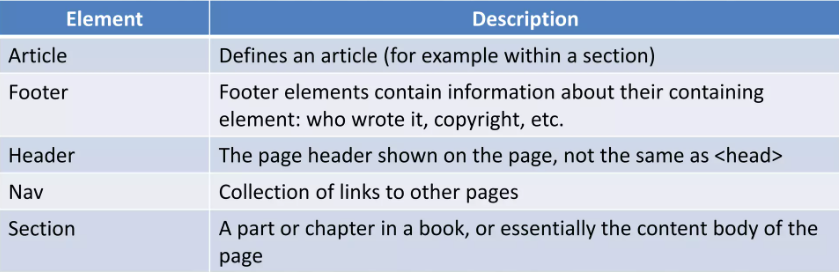 Element Description
Article Defines an article (for example within a section)
Footer Footer elements contain information about their containing
element: who wrote it, copyright, etc.
Header The page header shown on the page, not the same as <head>
Nav Collection of links to other pages
Section A part or chapter in a book, or essentially the content body of the
page